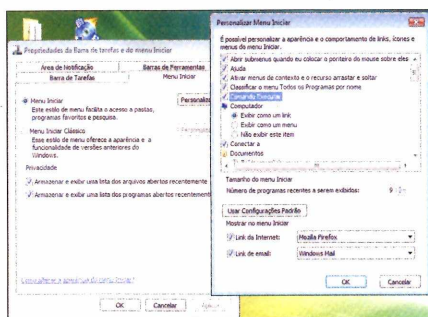 Propriedades da Barra de tarefas e do menu Iniciar
Área de Notificação
Barras de Ferramentas
Barra de Tarefas
Menu Iniciar
Menu Iniciar
Personalizar
Este estilo de menu facilita o acesso a pastas,
programas favoritos e pesquisa.
Menu Iniciar Clássico
Esse estilo de menu oferece a aparência e a
funcionalidade de versões anteriores do
Windows.
Privacidade
Armazenar e exibir uma lista dos arquivos abertos recentemente
Armazenar e exibir uma lista dos programas abertos recentemente
OK
Cancelar
Personalizar Menu Iniciar
É possível personalizar a aparência e o comportamento de links, ícones e
menus do menu Iniciar.
Abrir submenus quando eu colocar o ponteiro do mouse sobre eles
Ajuda
Ativar menus de contexto e o recurso arrastar e soltar
Classificar o menu Todos os Programas por nome
Comando Executar
Computador
Exibir como um link
Exibir como um menu
Não exibir este item
Conectar a
Documentos
Tamanho do menu Iniciar
Número de programas recentes a serem exibidos:
9
Usar Configurações Padrão
Mostrar no menu Iniciar
Link da Internet:
Mozilla Firefox
Link de email:
Windows Mail
OK
Cancelar